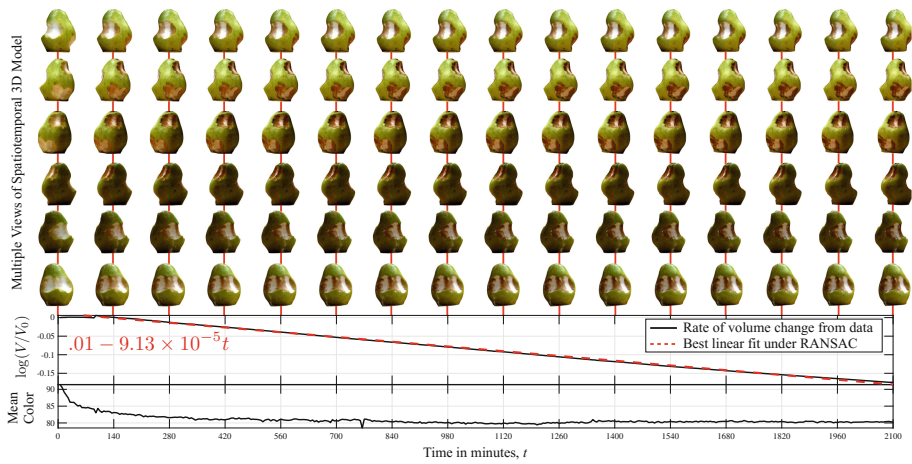 Multiple Views of Spatiotemporal 3D Model
log(V/V₀)
0
-0.05
-0.1
-0.15
.01 − 9.13 × 10⁻⁵t
Rate of volume change from data
Best linear fit under RANSAC
Mean
Color
90
85
80
0 140 280 420 560 700 840 980 1120 1260 1400 1540 1680 1820 1960 2100
Time in minutes, t